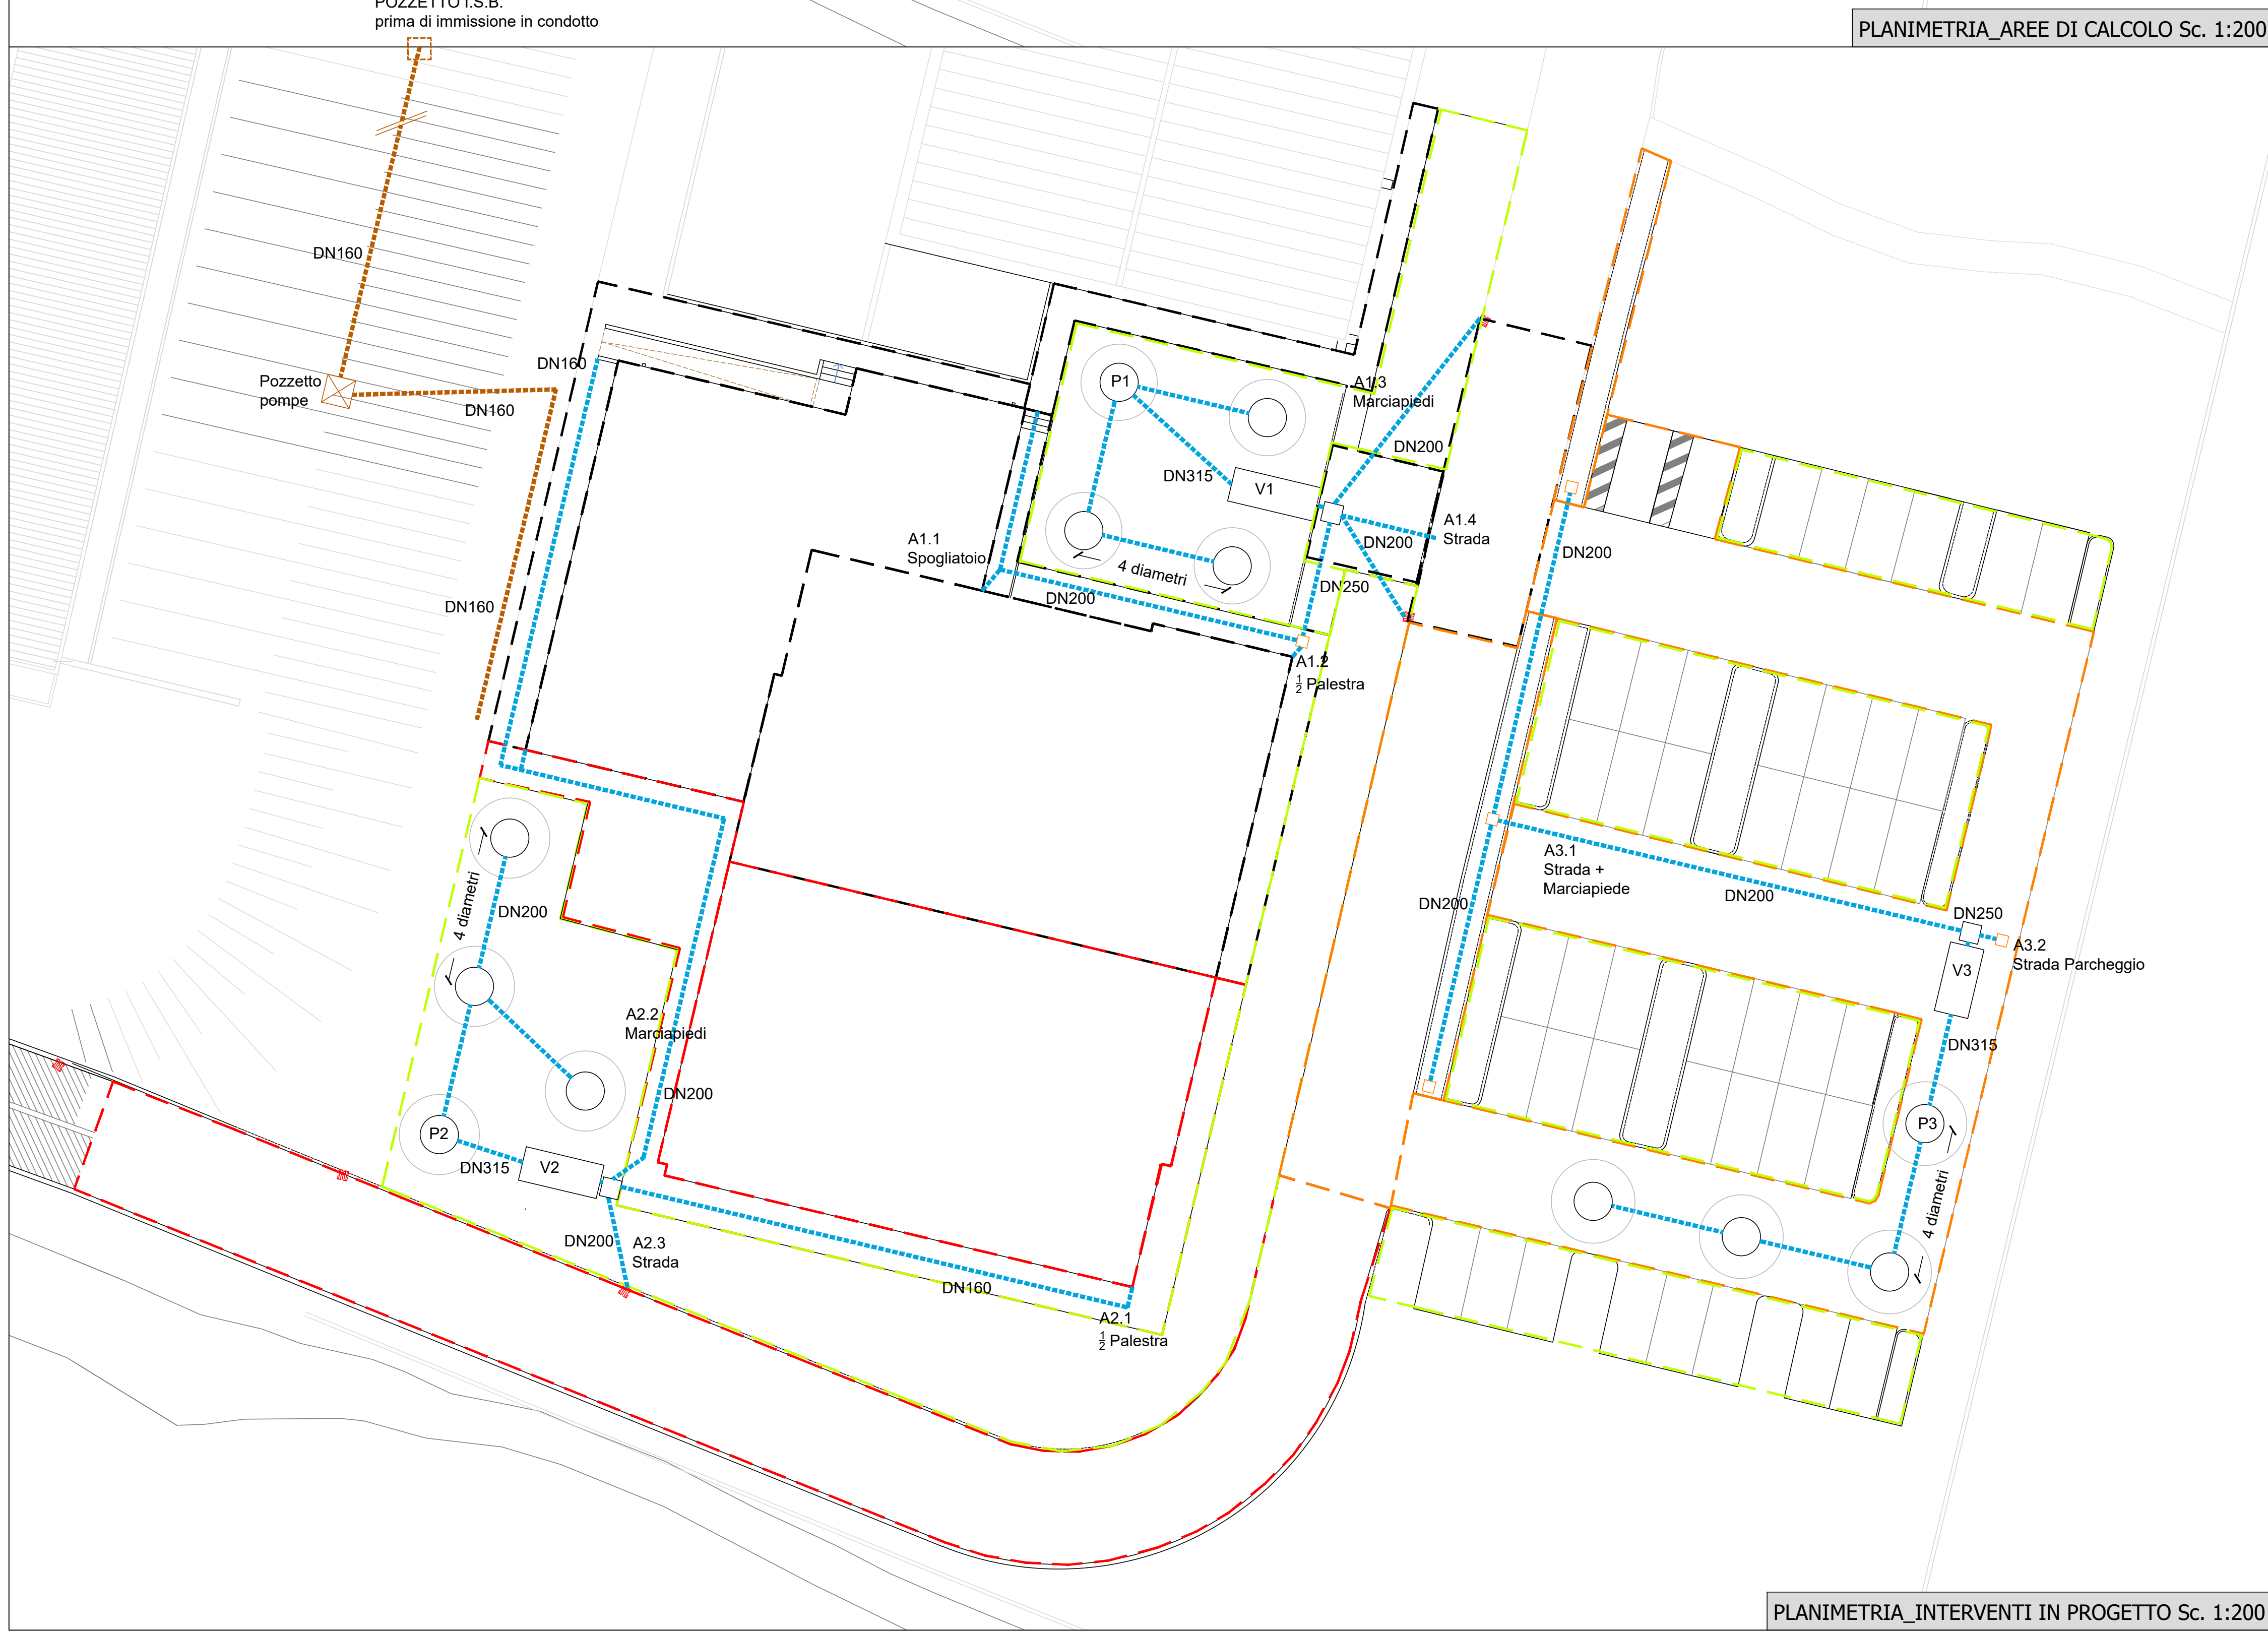 POZZETTO I.S.B.
prima di immissione in condotto
PLANIMETRIA_AREE DI CALCOLO Sc. 1:200
DN160
DN160
Pozzetto
pompe
DN160
DN160
P1
A1.3
Marciapiedi
DN200
DN315
V1
A1.4
Strada
DN200
A1.1
Spogliatoio
4 diametri
DN250
DN200
DN200
A1.2
½ Palestra
A3.1
Strada +
Marciapiede
DN200
DN200
DN250
A3.2
Strada Parcheggio
V3
DN315
P3
4 diametri
4 diametri
DN200
A2.2
Marciapiedi
DN200
P2
DN315
V2
DN200
A2.3
Strada
DN160
A2.1
½ Palestra
PLANIMETRIA_INTERVENTI IN PROGETTO Sc. 1:200